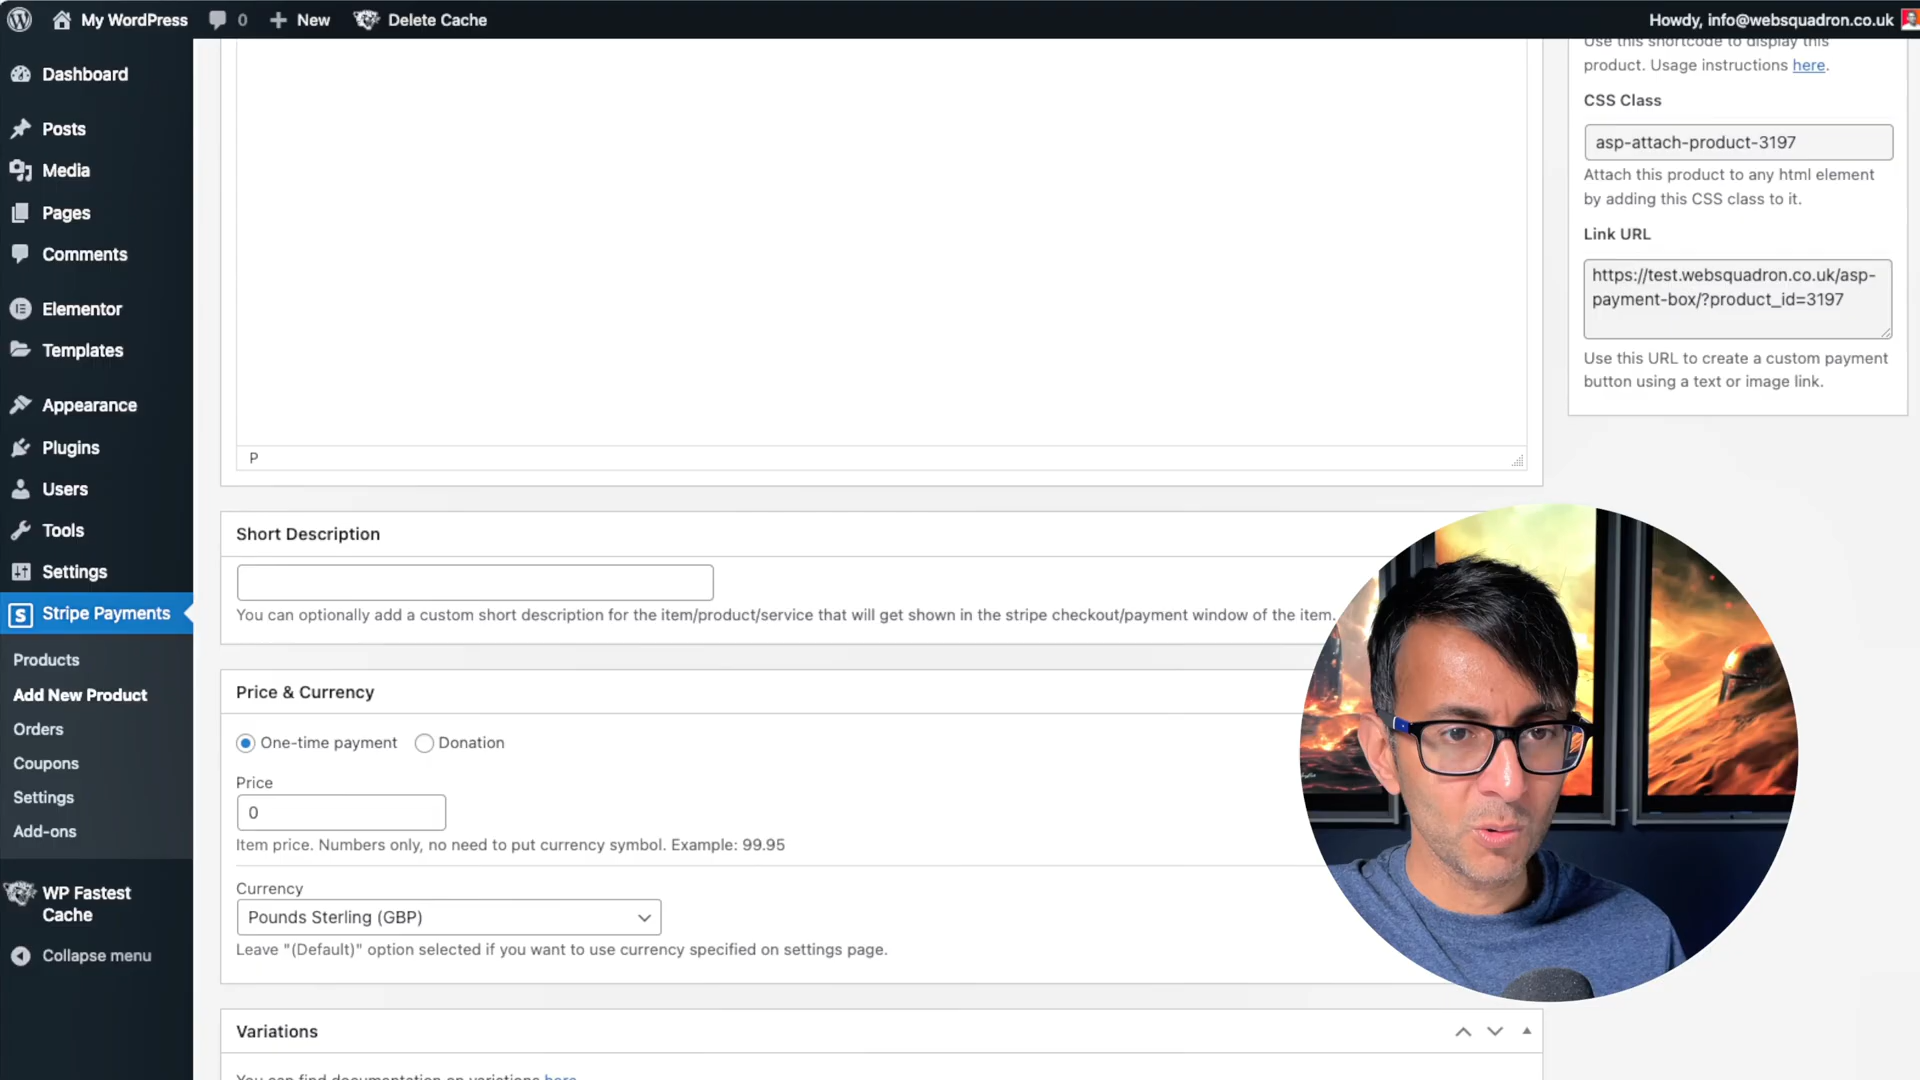 My WordPress
0
New
Delete Cache
Howdy, info@websquadron.co.uk
Dashboard
Posts
Media
Pages
Comments
Elementor
Templates
Appearance
Plugins
Users
Tools
Settings
Stripe Payments
Products
Add New Product
Orders
Coupons
Settings
Add-ons
WP Fastest
Cache
Collapse menu
P
Short Description
You can optionally add a custom short description for the item/product/service that will get shown in the stripe checkout/payment window of the item.
Price & Currency
One-time payment
Donation
Price
0
Item price. Numbers only, no need to put currency symbol. Example: 99.95
Currency
Pounds Sterling (GBP)
Leave "(Default)" option selected if you want to use currency specified on settings page.
Variations
You can find documentation on variations here
Use this shortcode to display this
product. Usage instructions here.
CSS Class
asp-attach-product-3197
Attach this product to any html element
by adding this CSS class to it.
Link URL
https://test.websquadron.co.uk/asp-
payment-box/?product_id=3197
Use this URL to create a custom payment
button using a text or image link.